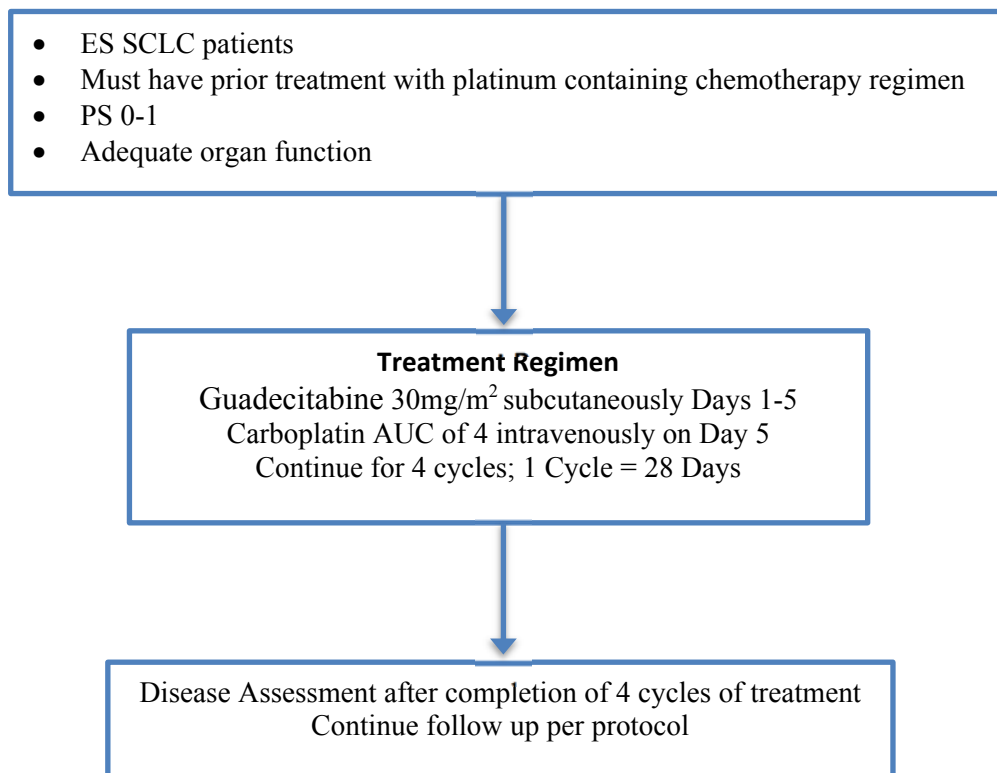 • ES SCLC patients
• Must have prior treatment with platinum containing chemotherapy regimen
• PS 0-1
• Adequate organ function
Treatment Regimen
Guadecitabine 30mg/m² subcutaneously Days 1-5
Carboplatin AUC of 4 intravenously on Day 5
Continue for 4 cycles; 1 Cycle = 28 Days
Disease Assessment after completion of 4 cycles of treatment
Continue follow up per protocol